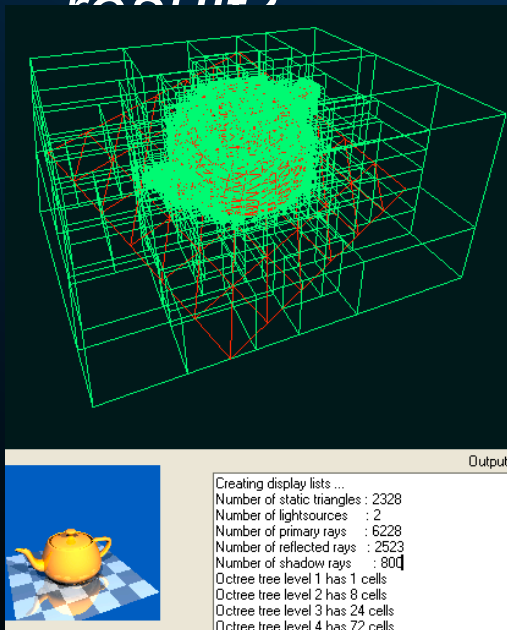 Output
Creating display lists ...
Number of static triangles : 2328
Number of lightsources : 2
Number of primary rays : 6228
Number of reflected rays : 2523
Number of shadow rays : 800
Octree tree level 1 has 1 cells
Octree tree level 2 has 8 cells
Octree tree level 3 has 24 cells
Octree tree level 4 has 72 cells